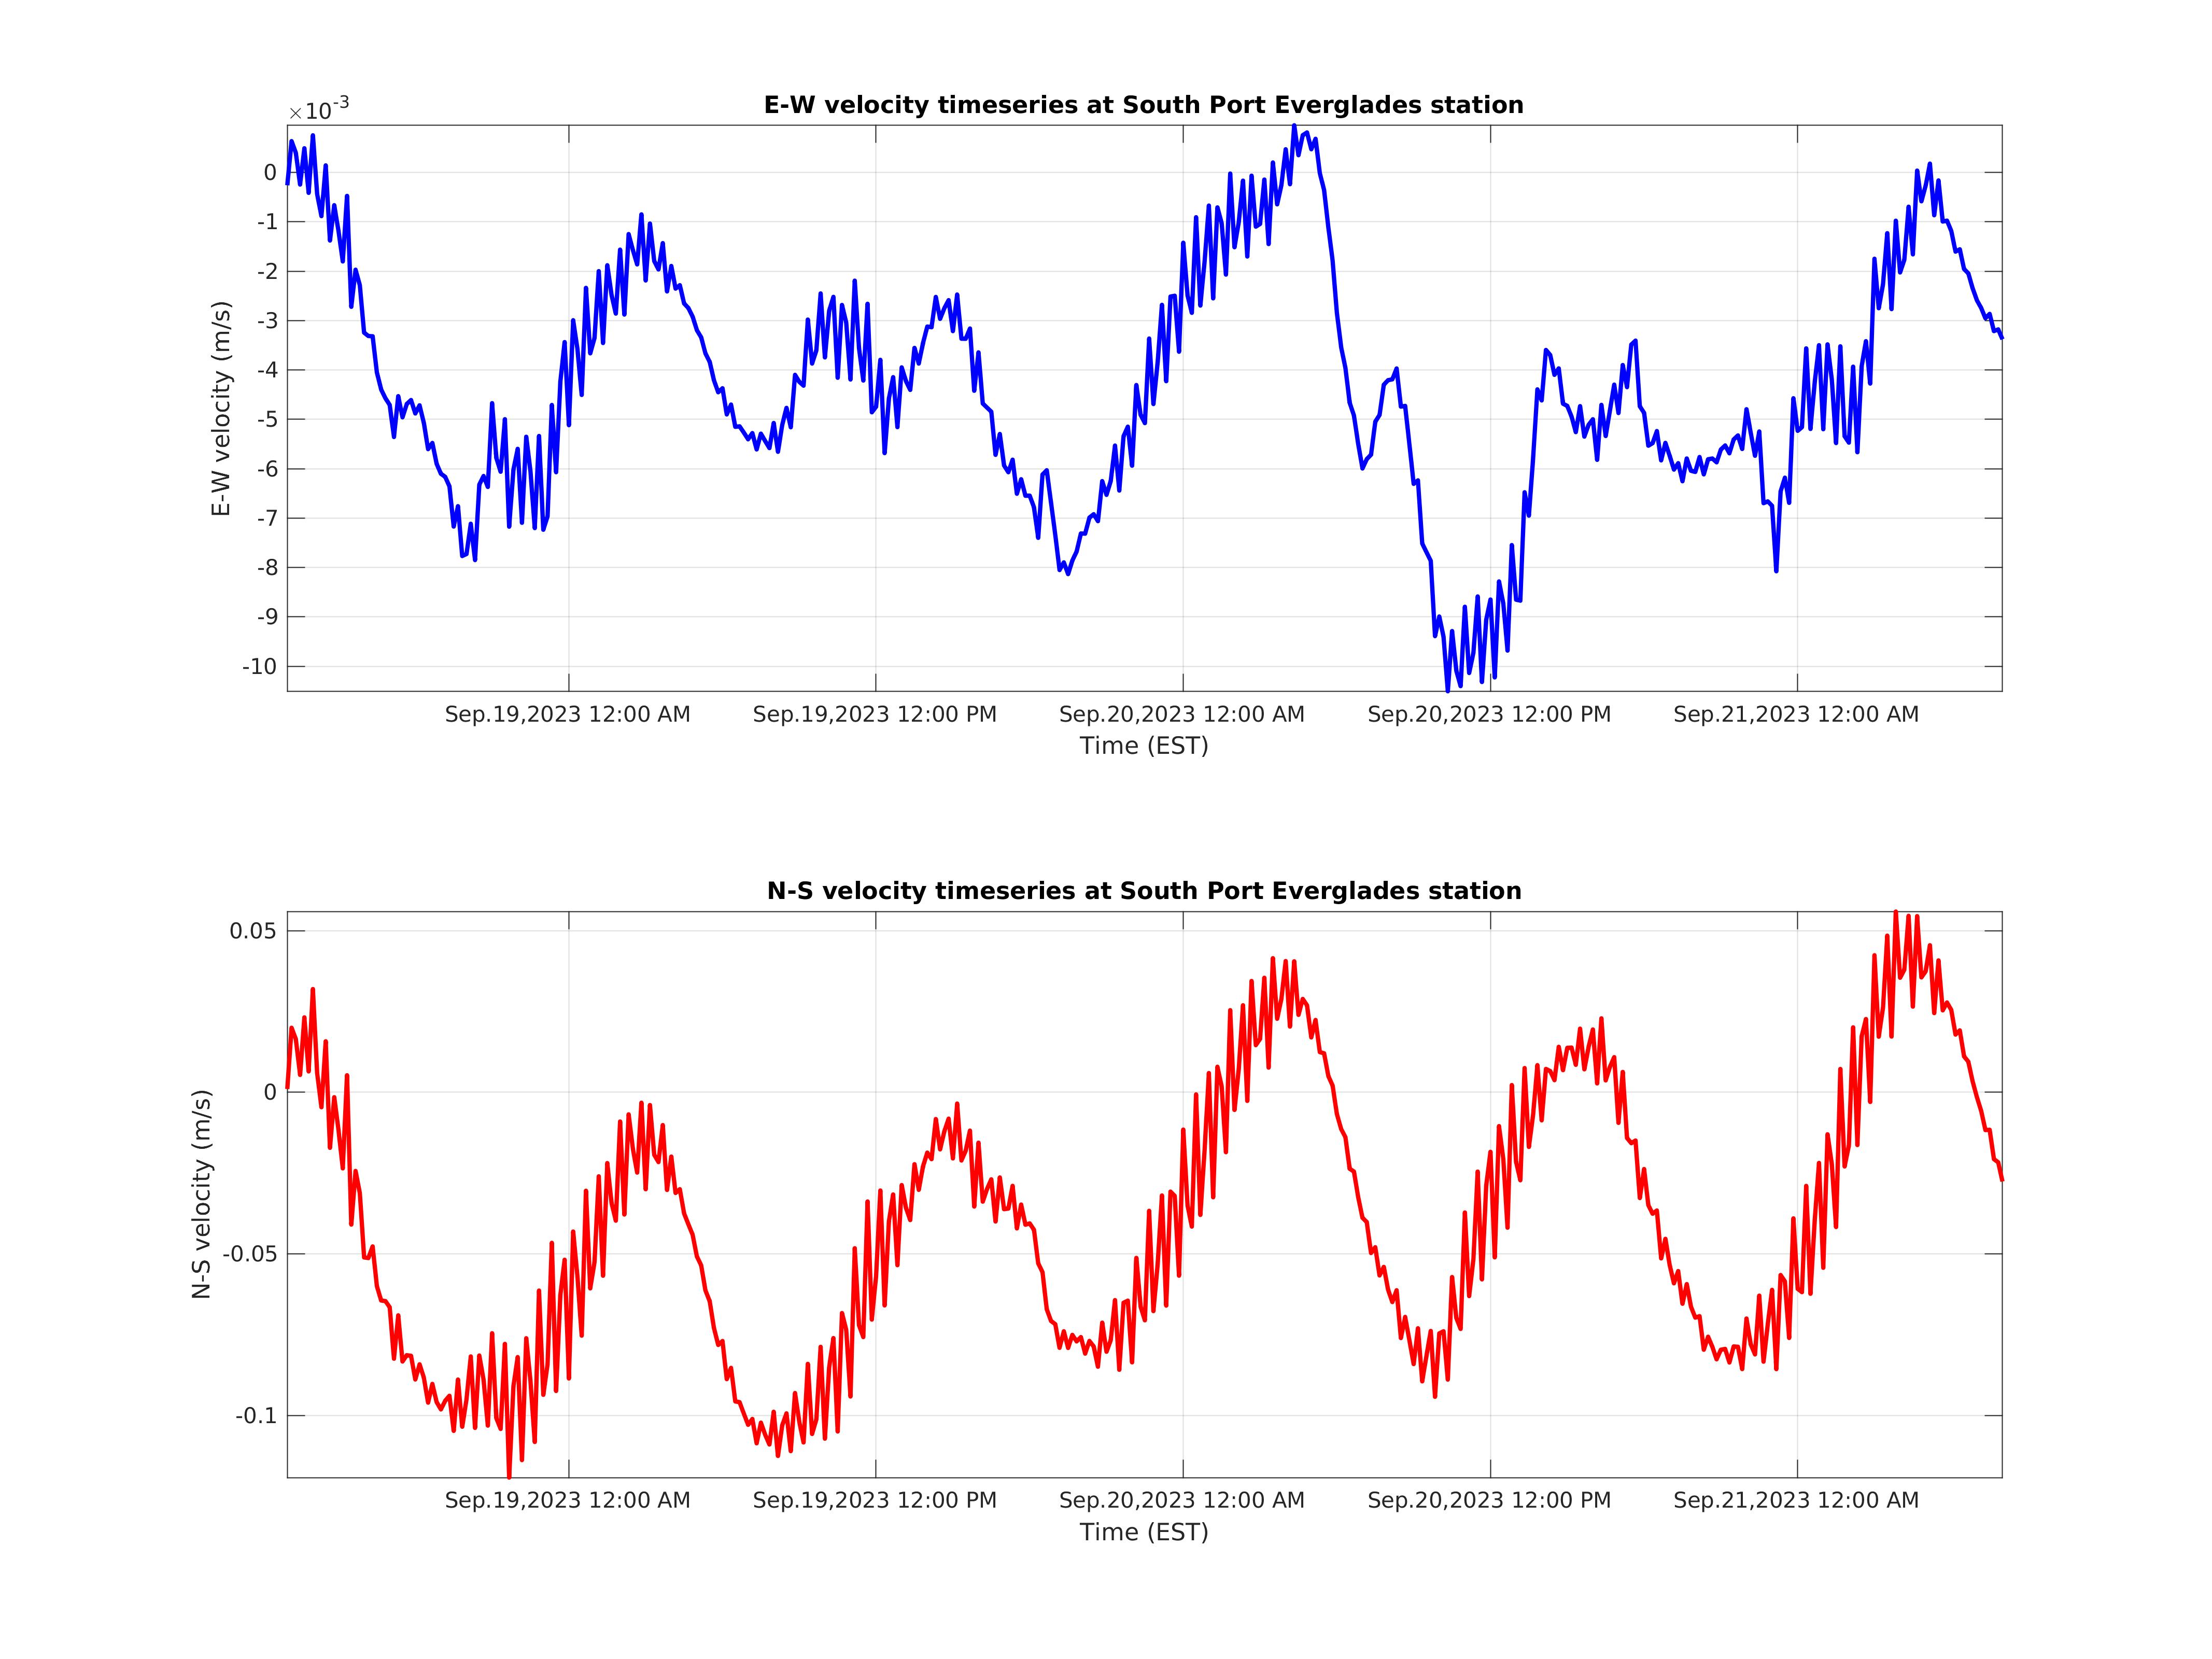 ×10-3
E-W velocity timeseries at South Port Everglades station
0
-1
-2
-3
-4
-5
-6
-7
-8
-9
-10
E-W velocity (m/s)
Sep.19,2023 12:00 AM
Sep.19,2023 12:00 PM
Sep.20,2023 12:00 AM
Sep.20,2023 12:00 PM
Sep.21,2023 12:00 AM
Time (EST)
N-S velocity timeseries at South Port Everglades station
0.05
0
-0.05
-0.1
N-S velocity (m/s)
Sep.19,2023 12:00 AM
Sep.19,2023 12:00 PM
Sep.20,2023 12:00 AM
Sep.20,2023 12:00 PM
Sep.21,2023 12:00 AM
Time (EST)